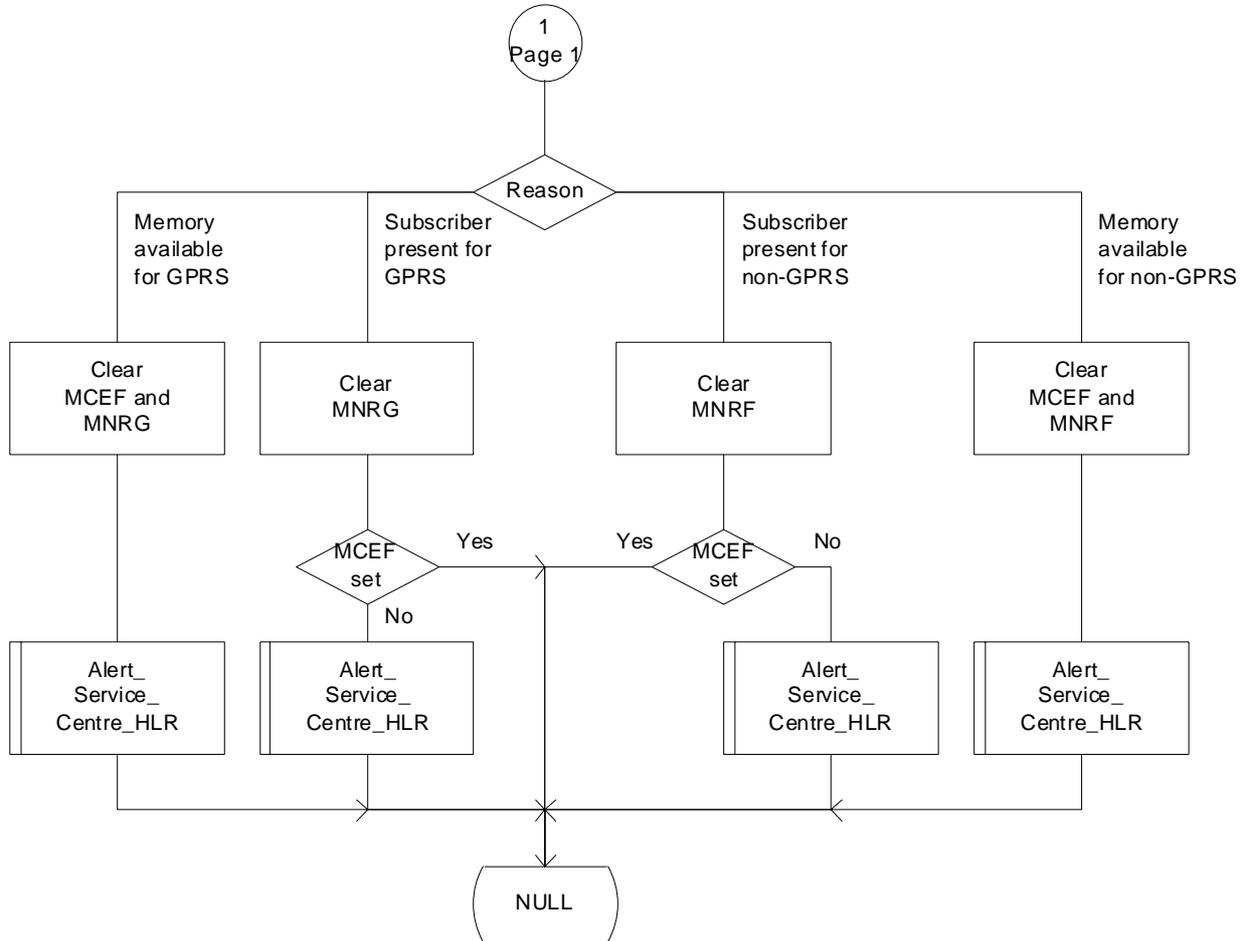 1
Page 1
Reason
Memory
available
for GPRS
Subscriber
present for
GPRS
Subscriber
present for
non-GPRS
Memory
available
for non-GPRS
Clear
MCEF and
MNRG
Clear
MNRG
Clear
MNRF
Clear
MCEF and
MNRF
MCEF
set
Yes
No
Yes
MCEF
set
No
Alert_
Service_
Centre_HLR
Alert_
Service_
Centre_HLR
Alert_
Service_
Centre_HLR
Alert_
Service_
Centre_HLR
NULL